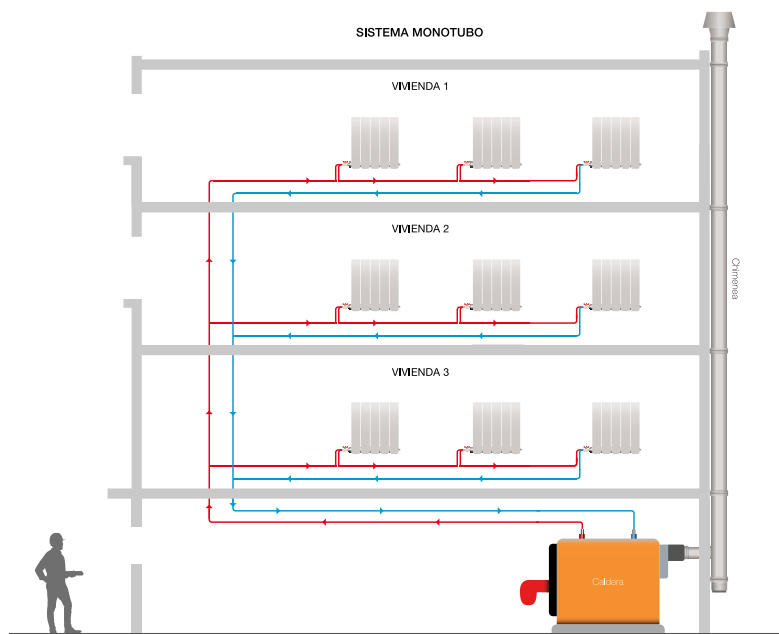 SISTEMA MONOTUBO
VIVIENDA 1
VIVIENDA 2
Chimenea
VIVIENDA 3
Caldera